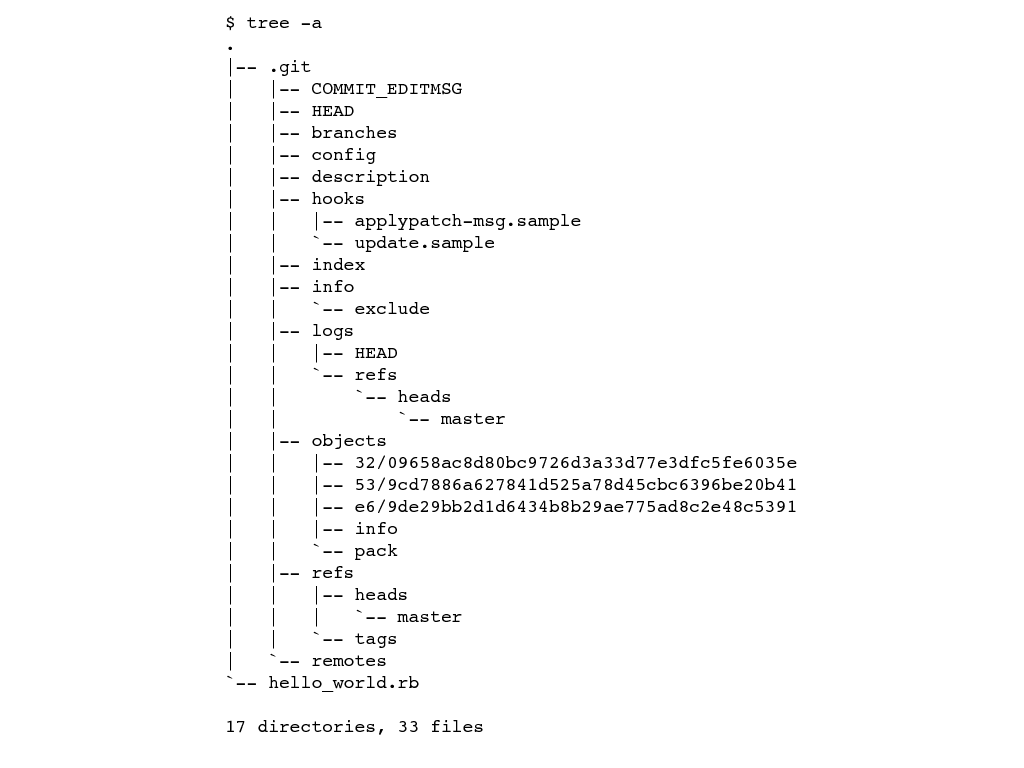 $ tree -a
.
|-- .git
|   |-- COMMIT_EDITMSG
|   |-- HEAD
|   |-- branches
|   |-- config
|   |-- description
|   |-- hooks
|   |   |-- applypatch-msg.sample
|   |   `-- update.sample
|   |-- index
|   |-- info
|   |   `-- exclude
|   |-- logs
|   |   |-- HEAD
|   |   `-- refs
|   |       `-- heads
|   |           `-- master
|   |-- objects
|   |   |-- 32/09658ac8d80bc9726d3a33d77e3dfc5fe6035e
|   |   |-- 53/9cd7886a627841d525a78d45cbc6396be20b41
|   |   |-- e6/9de29bb2d1d6434b8b29ae775ad8c2e48c5391
|   |   |-- info
|   |   `-- pack
|   |-- refs
|   |   |-- heads
|   |   |   `-- master
|   |   `-- tags
|   `-- remotes
`-- hello_world.rb

17 directories, 33 files